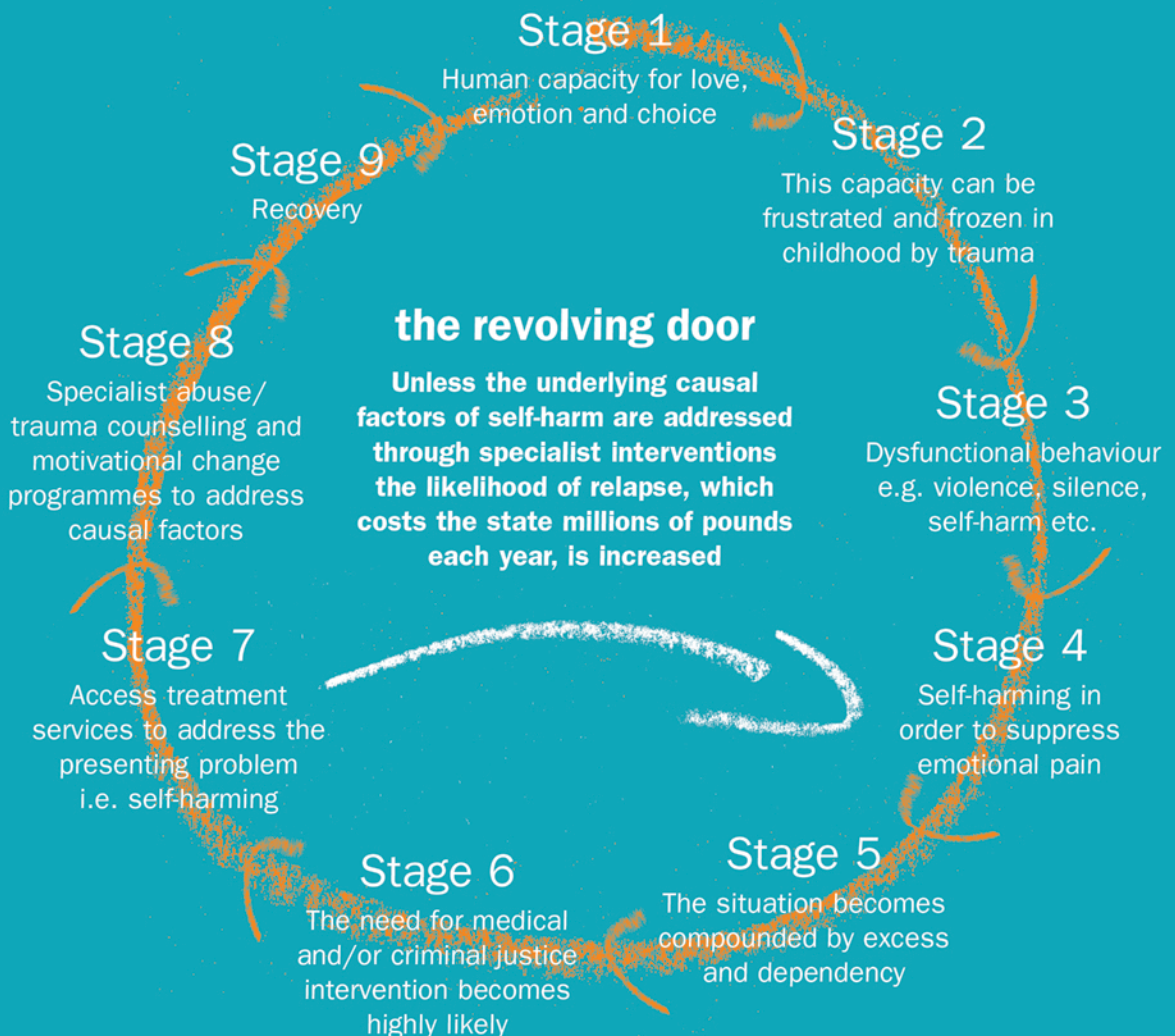 Stage 1
Human capacity for love,
emotion and choice
Stage 2
This capacity can be
frustrated and frozen in
childhood by trauma
Stage 3
Dysfunctional behaviour
e.g. violence, silence,
self-harm etc.
Stage 4
Self-harming in
order to suppress
emotional pain
Stage 5
The situation becomes
compounded by excess
and dependency
Stage 6
The need for medical
and/or criminal justice
intervention becomes
highly likely
Stage 7
Access treatment
services to address the
presenting problem
i.e. self-harming
Stage 8
Specialist abuse/
trauma counselling and
motivational change
programmes to address
causal factors
Stage 9
Recovery
the revolving door
Unless the underlying causal
factors of self-harm are addressed
through specialist interventions
the likelihood of relapse, which
costs the state millions of pounds
each year, is increased